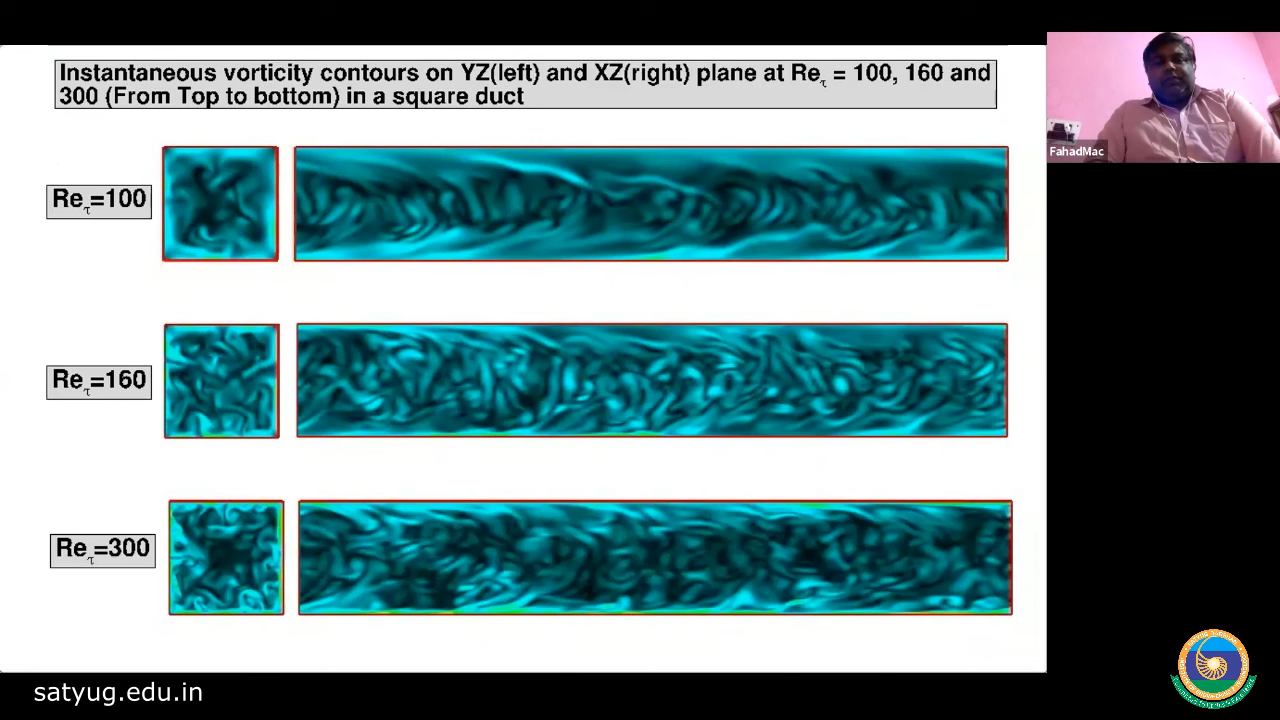 Instantaneous vorticity contours on YZ(left) and XZ(right) plane at Reτ = 100, 160 and
300 (From Top to bottom) in a square duct
FahadMac
Reτ=100
Reτ=160
Reτ=300
satyug.edu.in